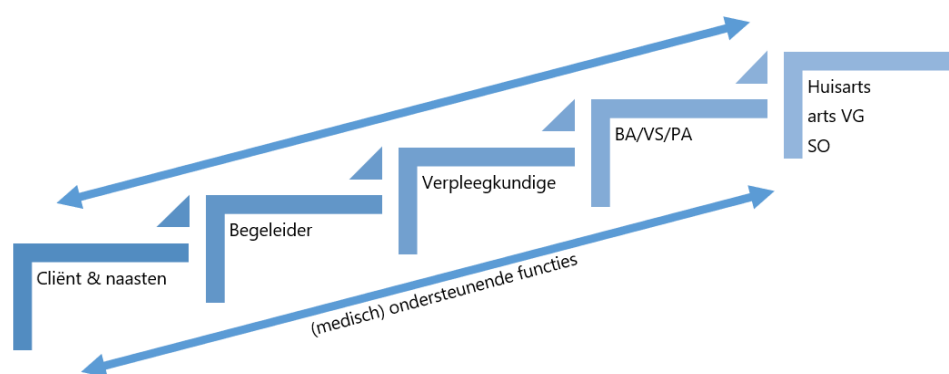 Cliënt & naasten
Begeleider
Verpleegkundige
BA/VS/PA
Huisarts
arts VG
SO
(medisch) ondersteunende functies